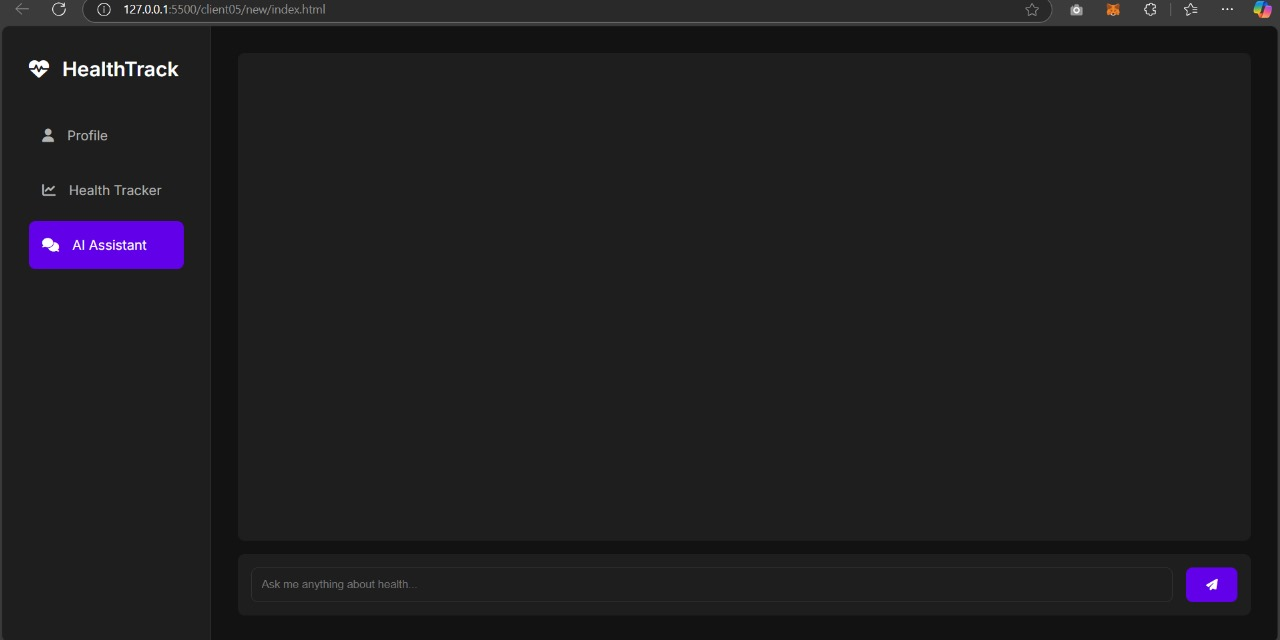 127.0.0.1:5500/client05/new/index.html
HealthTrack
Profile
Health Tracker
AI Assistant
Ask me anything about health...